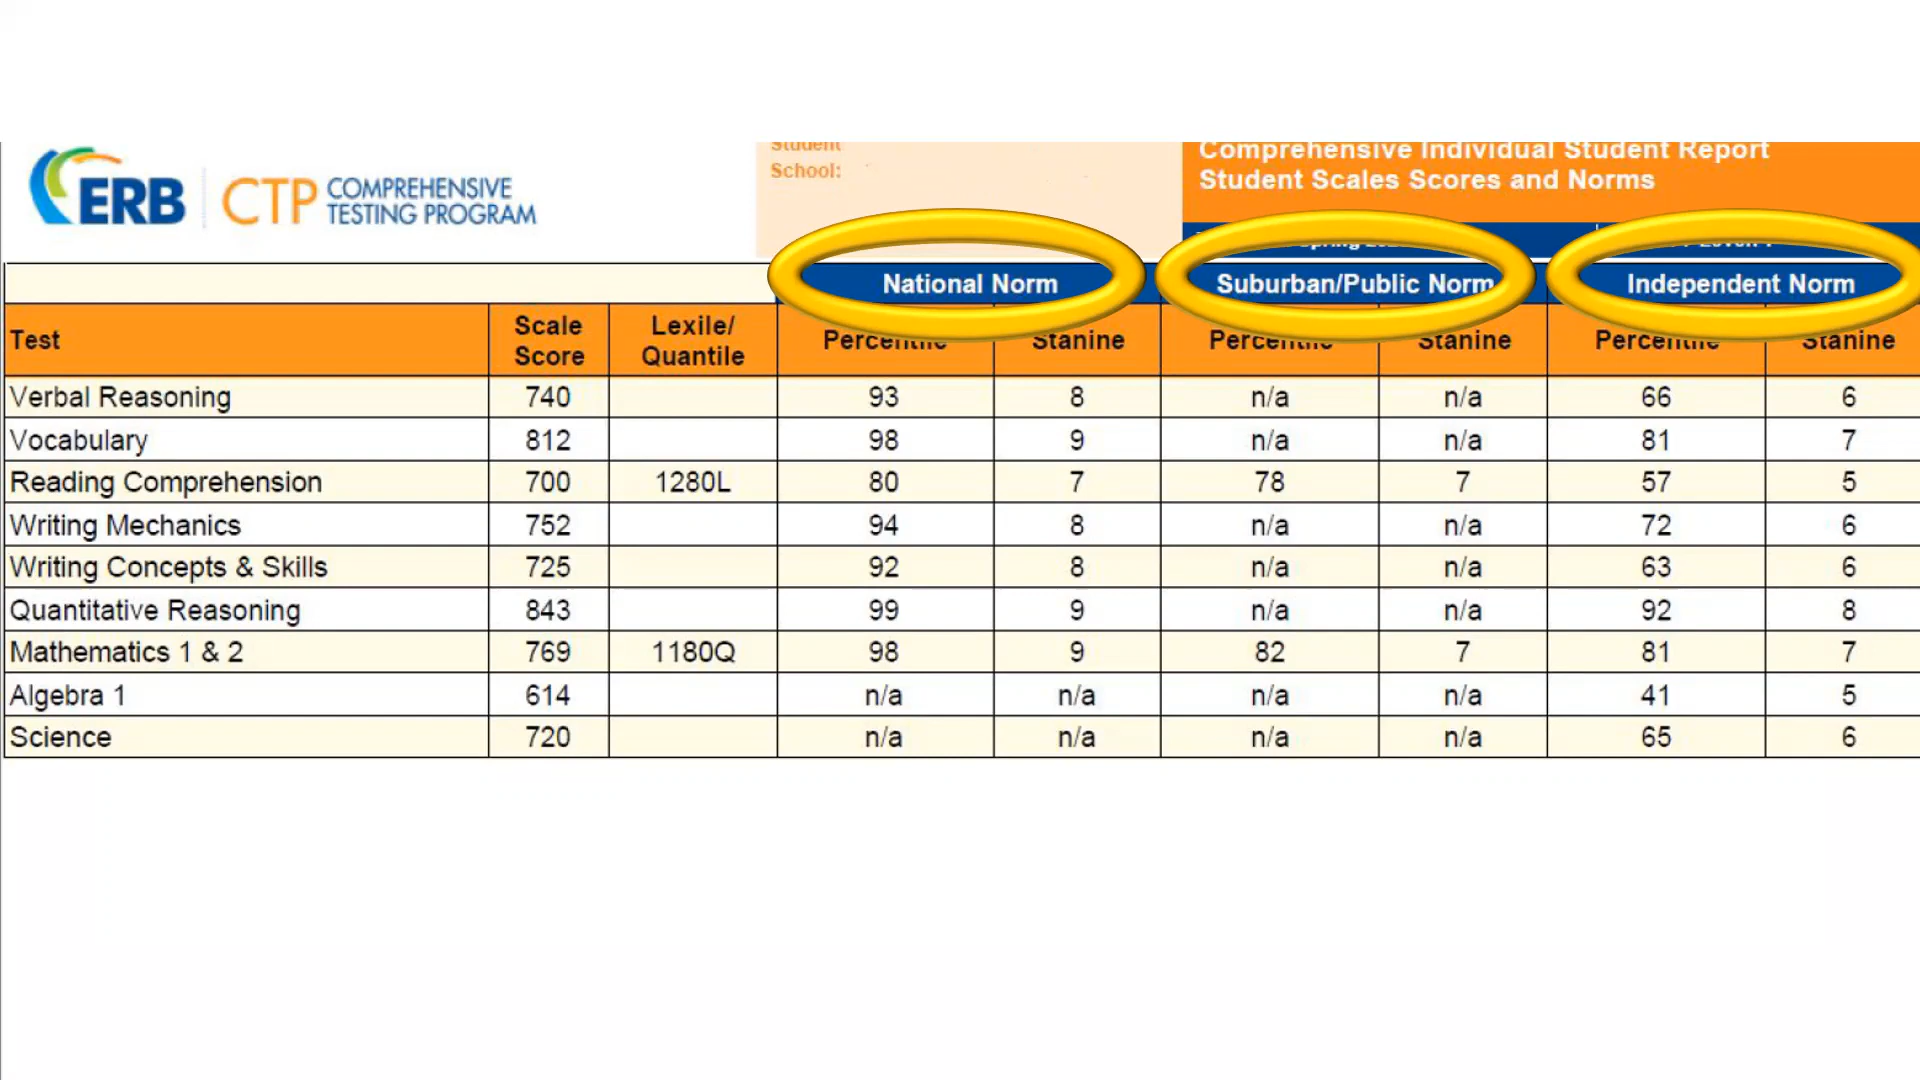 Student
School:
Comprehensive Individual Student Report
Student Scales Scores and Norms
ERB CTP COMPREHENSIVE
TESTING PROGRAM
National Norm Suburban/Public Norm Independent Norm
Test Scale Score Lexile/ Quantile Percentile Stanine Percentile Stanine Percentile Stanine
Verbal Reasoning 740 93 8 n/a n/a 66 6
Vocabulary 812 98 9 n/a n/a 81 7
Reading Comprehension 700 1280L 80 7 78 7 57 5
Writing Mechanics 752 94 8 n/a n/a 72 6
Writing Concepts & Skills 725 92 8 n/a n/a 63 6
Quantitative Reasoning 843 99 9 n/a n/a 92 8
Mathematics 1 & 2 769 1180Q 98 9 82 7 81 7
Algebra 1 614 n/a n/a n/a n/a 41 5
Science 720 n/a n/a n/a n/a 65 6